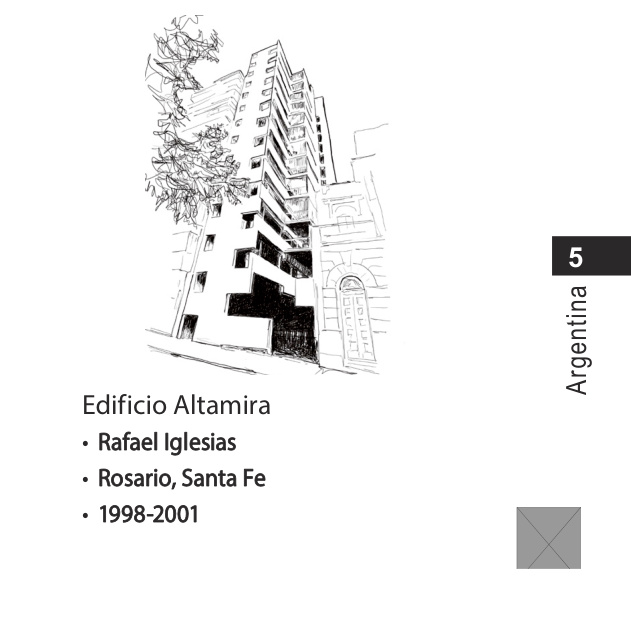 5
Argentina
Edificio Altamira
• Rafael Iglesias
• Rosario, Santa Fe
• 1998-2001